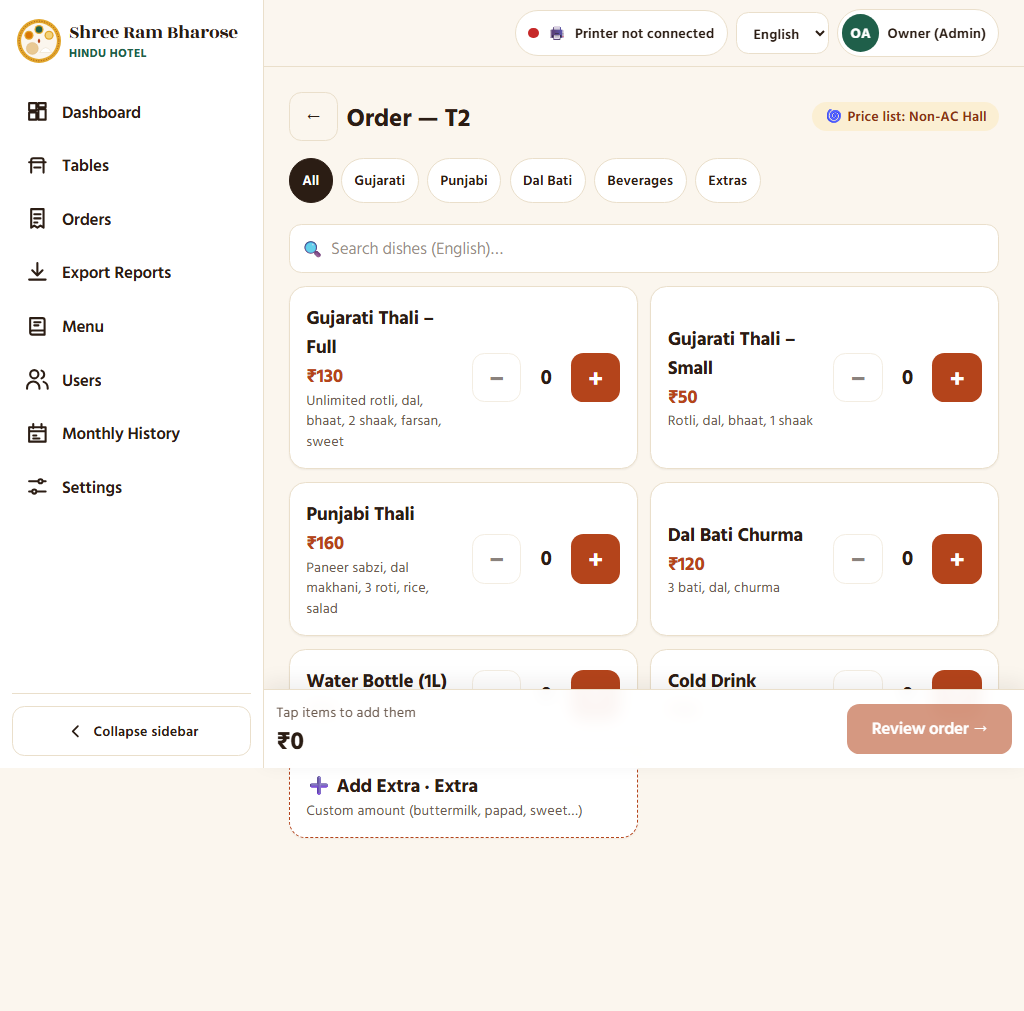 Shree Ram Bharose
HINDU HOTEL
Printer not connected
English
OA
Owner (Admin)
Dashboard
Tables
Orders
Export Reports
Menu
Users
Monthly History
Settings
Collapse sidebar
← Order — T2
Price list: Non-AC Hall
All
Gujarati
Punjabi
Dal Bati
Beverages
Extras
Search dishes (English)...
Gujarati Thali –
Full
₹130
Unlimited rotli, dal,
bhaat, 2 shaak, farsan,
sweet
− 0 +
Gujarati Thali –
Small
₹50
Rotli, dal, bhaat, 1 shaak
− 0 +
Punjabi Thali
₹160
Paneer sabzi, dal
makhani, 3 roti, rice,
salad
− 0 +
Dal Bati Churma
₹120
3 bati, dal, churma
− 0 +
Water Bottle (1L)
Cold Drink
Tap items to add them
₹0
Review order →
Add Extra · Extra
Custom amount (buttermilk, papad, sweet...)